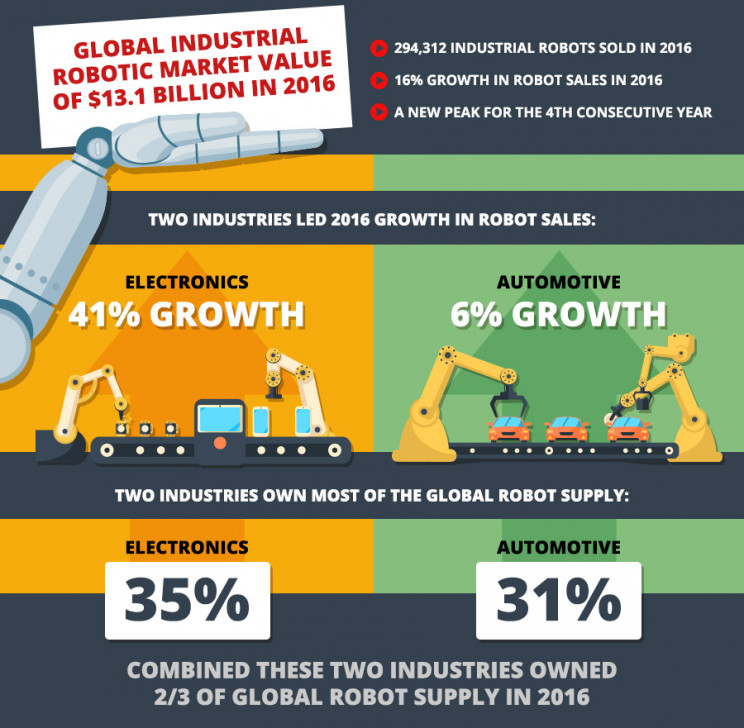 GLOBAL INDUSTRIAL
ROBOTIC MARKET VALUE
OF $13.1 BILLION IN 2016
294,312 INDUSTRIAL ROBOTS SOLD IN 2016
16% GROWTH IN ROBOT SALES IN 2016
A NEW PEAK FOR THE 4TH CONSECUTIVE YEAR
TWO INDUSTRIES LED 2016 GROWTH IN ROBOT SALES:
ELECTRONICS
41% GROWTH
AUTOMOTIVE
6% GROWTH
TWO INDUSTRIES OWN MOST OF THE GLOBAL ROBOT SUPPLY:
ELECTRONICS
35%
AUTOMOTIVE
31%
COMBINED THESE TWO INDUSTRIES OWNED
2/3 OF GLOBAL ROBOT SUPPLY IN 2016